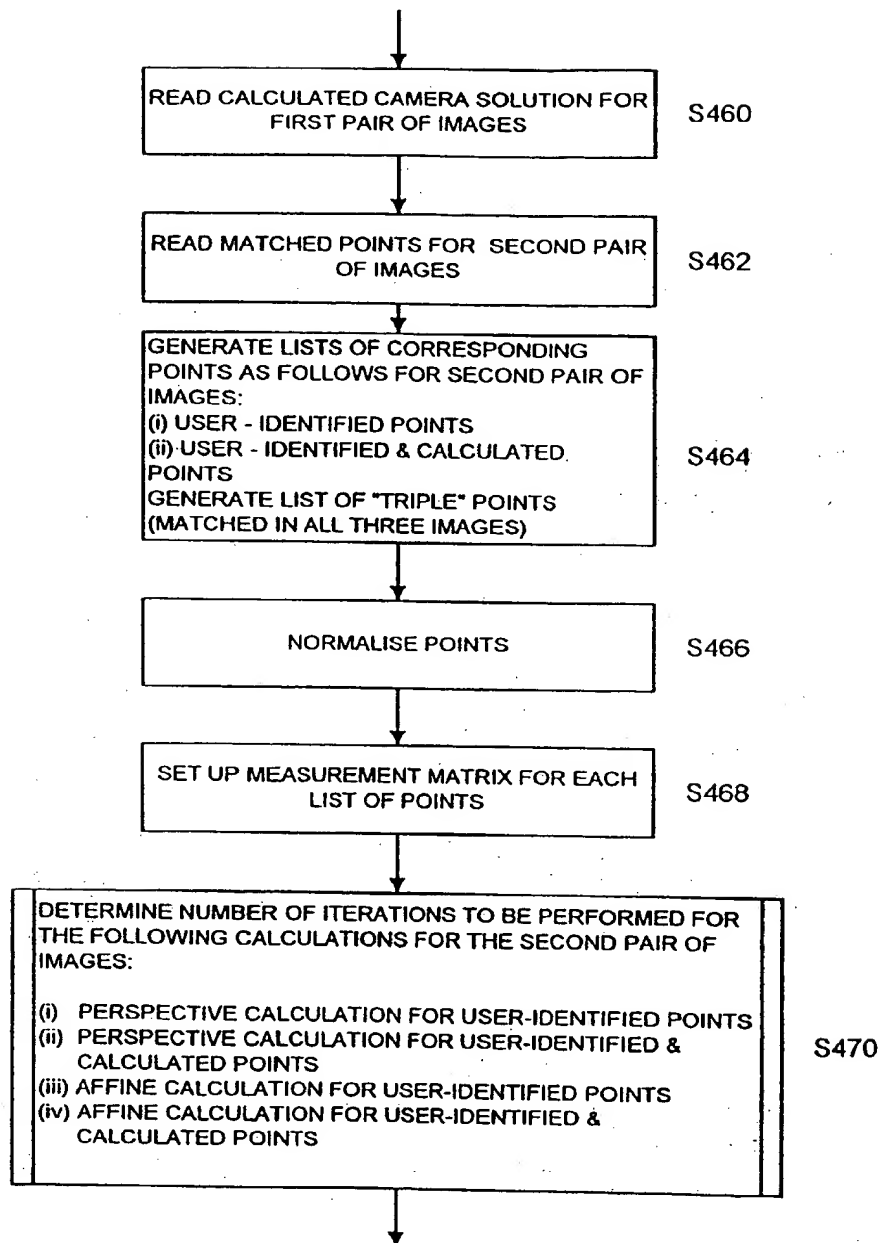 READ CALCULATED CAMERA SOLUTION FOR
FIRST PAIR OF IMAGES
S460
READ MATCHED POINTS FOR SECOND PAIR
OF IMAGES
S462
GENERATE LISTS OF CORRESPONDING
POINTS AS FOLLOWS FOR SECOND PAIR OF
IMAGES:
(i) USER - IDENTIFIED POINTS
(ii) USER - IDENTIFIED & CALCULATED
POINTS
GENERATE LIST OF "TRIPLE" POINTS
(MATCHED IN ALL THREE IMAGES)
S464
NORMALISE POINTS
S466
SET UP MEASUREMENT MATRIX FOR EACH
LIST OF POINTS
S468
DETERMINE NUMBER OF ITERATIONS TO BE PERFORMED FOR
THE FOLLOWING CALCULATIONS FOR THE SECOND PAIR OF
IMAGES:
(i) PERSPECTIVE CALCULATION FOR USER-IDENTIFIED POINTS
(ii) PERSPECTIVE CALCULATION FOR USER-IDENTIFIED &
CALCULATED POINTS
(iii) AFFINE CALCULATION FOR USER-IDENTIFIED POINTS
(iv) AFFINE CALCULATION FOR USER-IDENTIFIED &
CALCULATED POINTS
S470